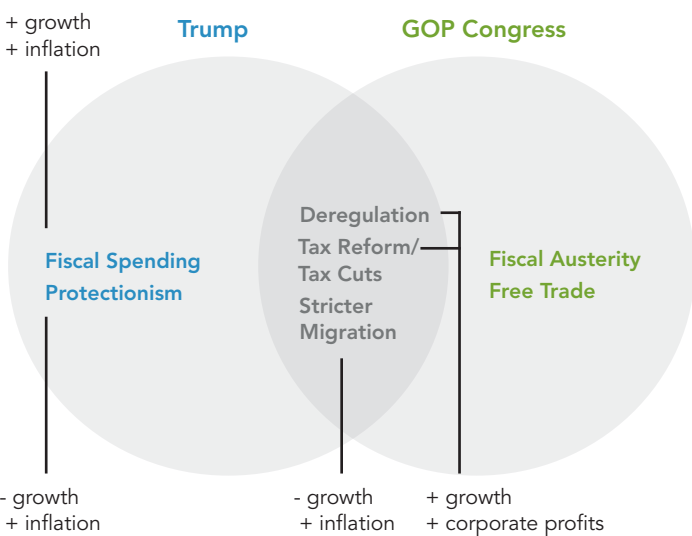 + growth
+ inflation
Trump
GOP Congress
Deregulation
Tax Reform/
Tax Cuts
Stricter
Migration
Fiscal Spending
Protectionism
Fiscal Austerity
Free Trade
- growth
+ inflation
- growth
+ inflation
+ growth
+ corporate profits